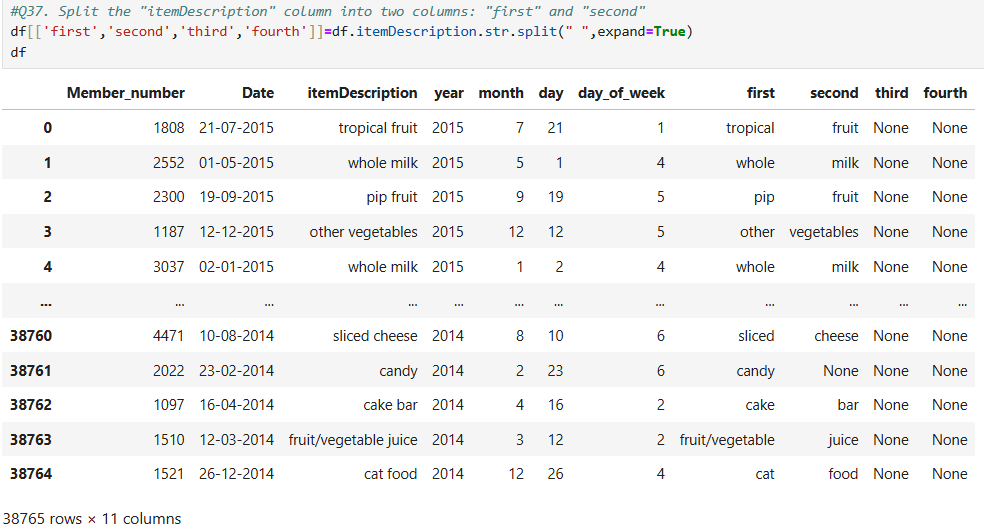 #Q37. Split the "itemDescription" column into two columns: "first" and "second"
df[['first','second','third','fourth']]=df.itemDescription.str.split(" ",expand=True)
df
Member_number Date itemDescription year month day day_of_week first second third fourth
0 1808 21-07-2015 tropical fruit 2015 7 21 1 tropical fruit None None
1 2552 01-05-2015 whole milk 2015 5 1 4 whole milk None None
2 2300 19-09-2015 pip fruit 2015 9 19 5 pip fruit None None
3 1187 12-12-2015 other vegetables 2015 12 12 5 other vegetables None None
4 3037 02-01-2015 whole milk 2015 1 2 4 whole milk None None
... ... ... ... ... ... ... ... ... ... ... ...
38760 4471 10-08-2014 sliced cheese 2014 8 10 6 sliced cheese None None
38761 2022 23-02-2014 candy 2014 2 23 6 candy None None None
38762 1097 16-04-2014 cake bar 2014 4 16 2 cake bar None None
38763 1510 12-03-2014 fruit/vegetable juice 2014 3 12 2 fruit/vegetable juice None None
38764 1521 26-12-2014 cat food 2014 12 26 4 cat food None None
38765 rows × 11 columns